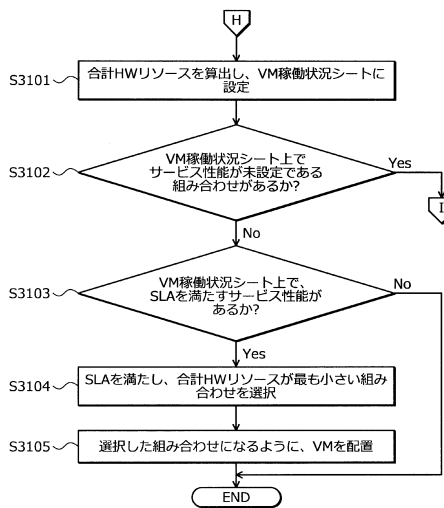 H
S3101
合計HWリソースを算出し、VM稼働状況シートに
設定
S3102
VM稼働状況シート上で
サービス性能が未設定である
組み合わせがあるか?
Yes
I
No
S3103
VM稼働状況シート上で、
SLAを満たすサービス性能が
あるか?
No
Yes
S3104
SLAを満たし、合計HWリソースが最も小さい組み
合わせを選択
S3105
選択した組み合わせになるように、VMを配置
END